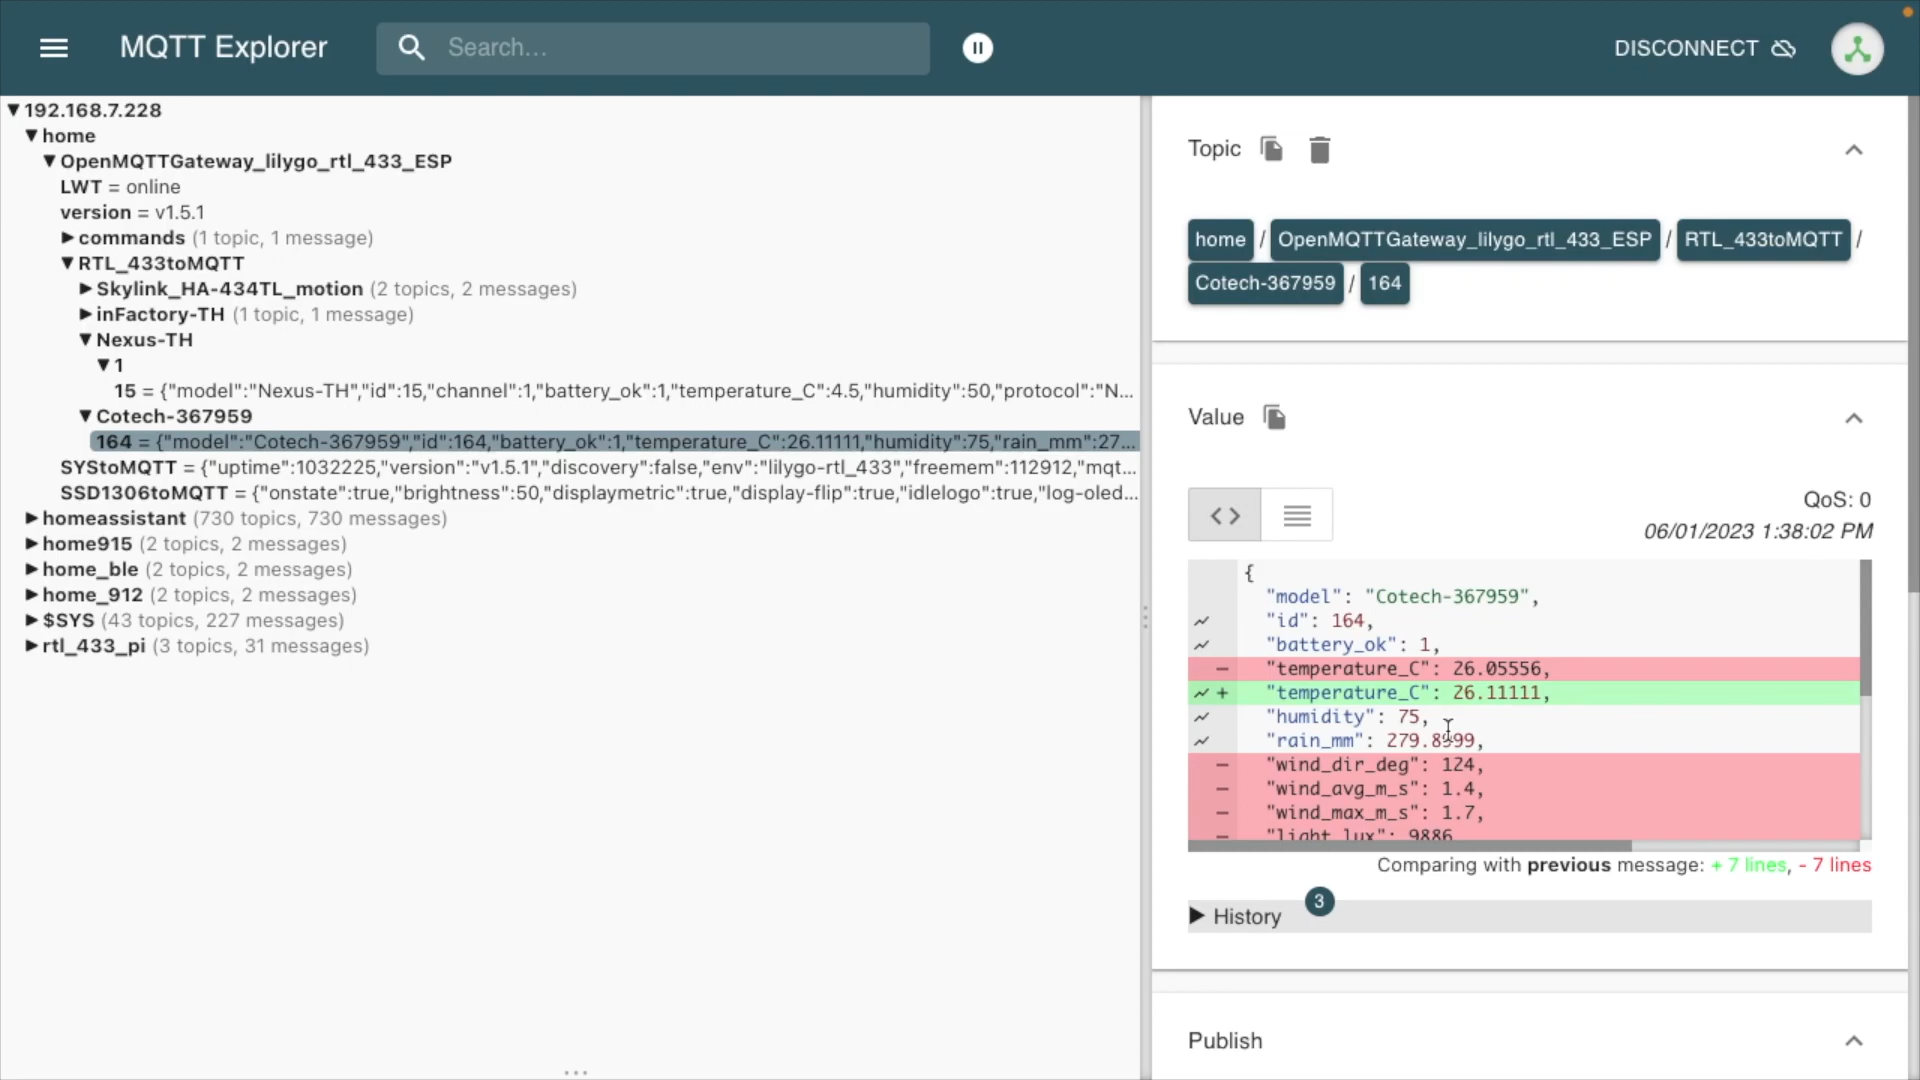 MQTT Explorer
Search...
DISCONNECT
192.168.7.228
home
OpenMQTTGateway_lilygo_rtl_433_ESP
LWT = online
version = v1.5.1
commands (1 topic, 1 message)
RTL_433toMQTT
Skylink_HA-434TL_motion (2 topics, 2 messages)
inFactory-TH (1 topic, 1 message)
Nexus-TH
1
15 = {"model":"Nexus-TH","id":15,"channel":1,"battery_ok":1,"temperature_C":4.5,"humidity":50,"protocol":"N...
Cotech-367959
164 = {"model":"Cotech-367959","id":164,"battery_ok":1,"temperature_C":26.11111,"humidity":75,"rain_mm":27...
SYStoMQTT = {"uptime":1032225,"version":"v1.5.1","discovery":false,"env":"lilygo-rtl_433","freemem":112912,"mqt...
SSD1306toMQTT = {"onstate":true,"brightness":50,"displaymetric":true,"display-flip":true,"idlelogo":true,"log-oled...
homeassistant (730 topics, 730 messages)
home915 (2 topics, 2 messages)
home_ble (2 topics, 2 messages)
home_912 (2 topics, 2 messages)
$SYS (43 topics, 227 messages)
rtl_433_pi (3 topics, 31 messages)
Topic
home / OpenMQTTGateway_lilygo_rtl_433_ESP / RTL_433toMQTT /
Cotech-367959 / 164
Value
QoS: 0
06/01/2023 1:38:02 PM
{
"model": "Cotech-367959",
"id": 164,
"battery_ok": 1,
- "temperature_C": 26.05556,
+ "temperature_C": 26.11111,
"humidity": 75,
"rain_mm": 279.8999,
- "wind_dir_deg": 124,
- "wind_avg_m_s": 1.4,
- "wind_max_m_s": 1.7,
- "light_lux": 9886
Comparing with previous message: + 7 lines, - 7 lines
History 3
Publish